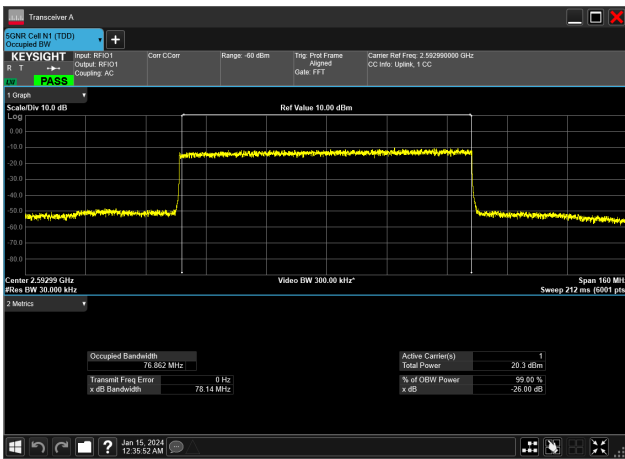 Transceiver A
5GNR Cell N1 (TDD)
Occupied BW
KEYSIGHT
R T
LNI
PASS
Input: RFIO1
Output: RFIO1
Coupling: AC
Corr CCorr
Range: -60 dBm
Trig: Prot Frame
Aligned
Gate: FFT
Carrier Ref Freq: 2.592990000 GHz
CC Info: Uplink, 1 CC
1 Graph
Scale/Div 10.0 dB
Ref Value 10.00 dBm
Log
0.00
-10.0
-20.0
-30.0
-40.0
-50.0
-60.0
-70.0
-80.0
Center 2.59299 GHz
Video BW 300.00 kHz*
Span 160 MHz
#Res BW 30.000 kHz
Sweep 212 ms (6001 pts
2 Metrics
Occupied Bandwidth
76.862 MHz
Transmit Freq Error 0 Hz
x dB Bandwidth 78.14 MHz
Active Carrier(s) 1
Total Power 20.3 dBm
% of OBW Power 99.00 %
x dB -26.00 dB
?
Jan 15, 2024
12:35:52 AM